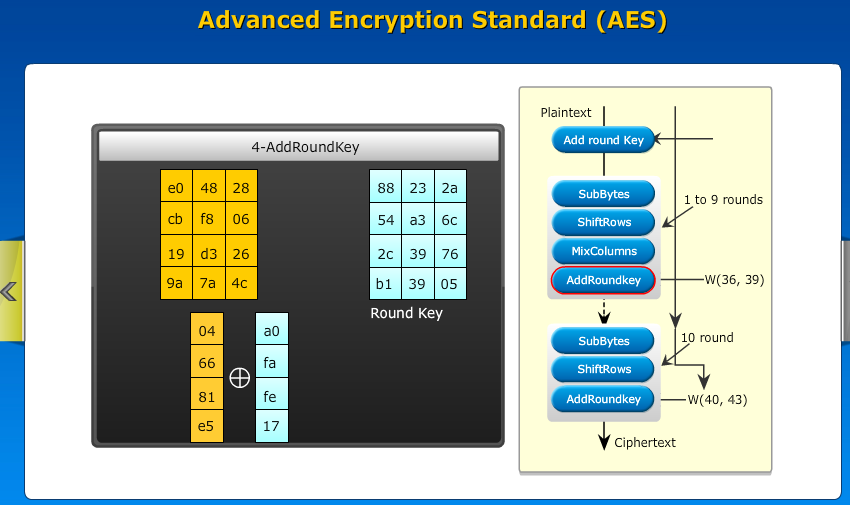 Advanced Encryption Standard (AES)
4-AddRoundKey
e0 48 28
cb f8 06
19 d3 26
9a 7a 4c
88 23 2a
54 a3 6c
2c 39 76
b1 39 05
Round Key
04
66
81
e5
a0
fa
fe
17
Plaintext
Add round Key
SubBytes
ShiftRows
MixColumns
AddRoundkey
1 to 9 rounds
W(36, 39)
SubBytes
ShiftRows
AddRoundkey
10 round
W(40, 43)
Ciphertext